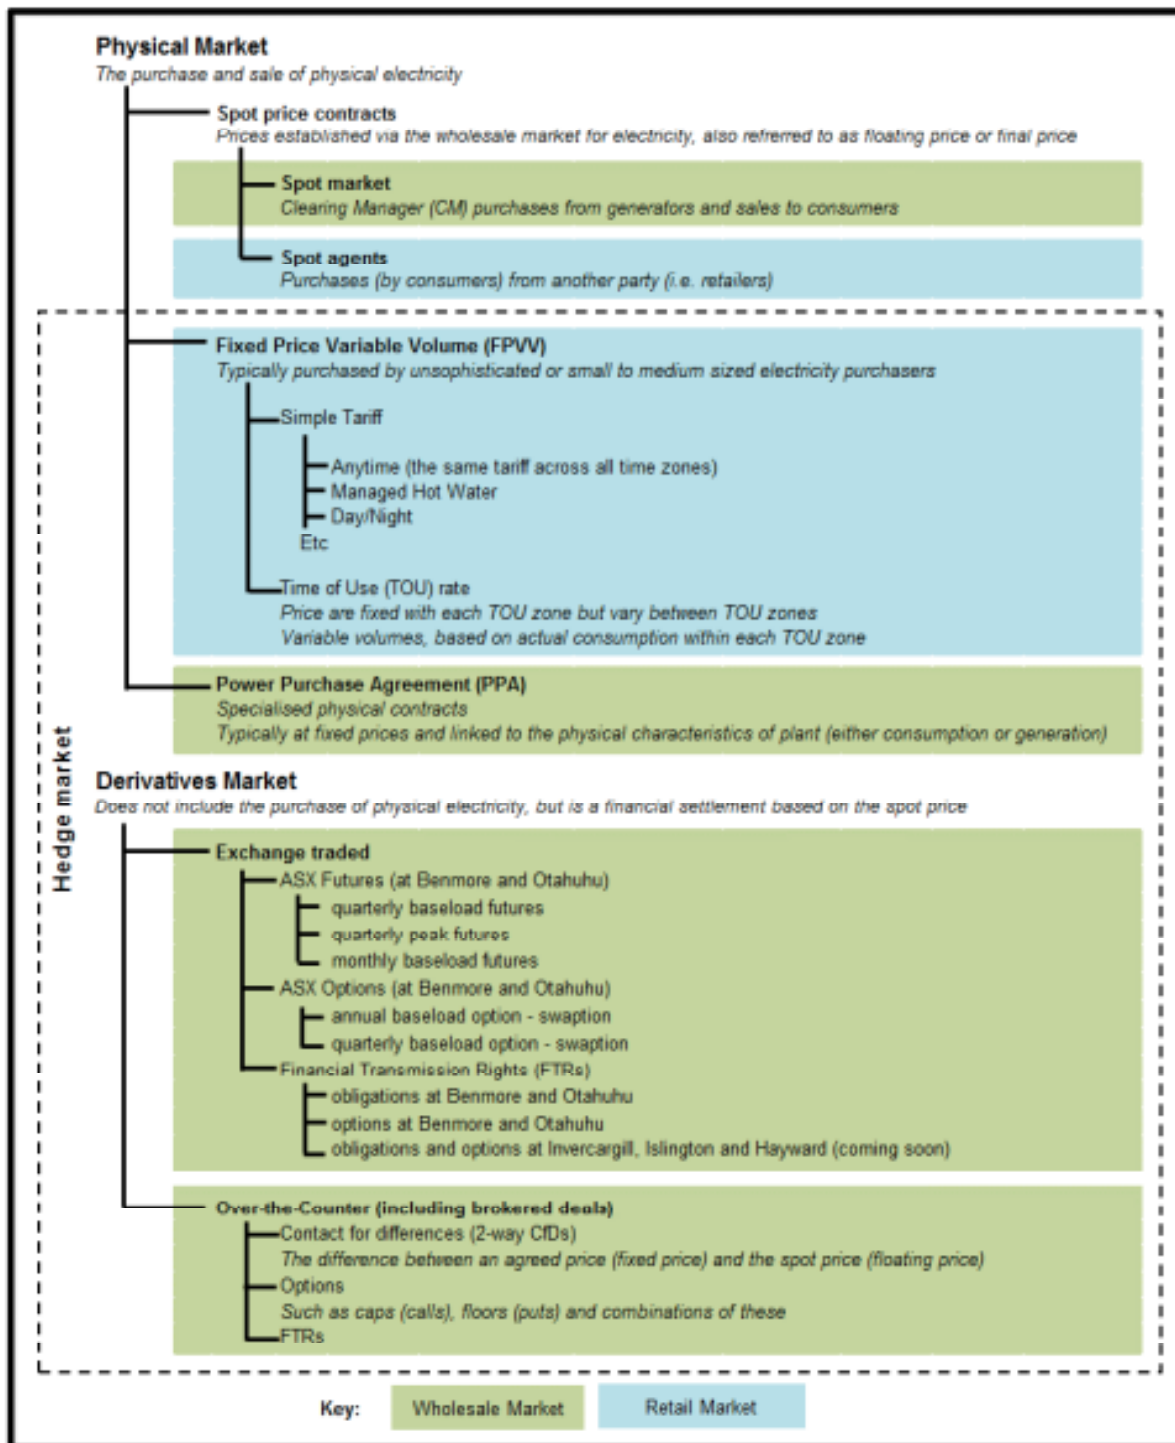 Physical Market
The purchase and sale of physical electricity
Spot price contracts
Prices established via the wholesale market for electricity, also refrerred to as floating price or final price
Spot market
Clearing Manager (CM) purchases from generators and sales to consumers
Spot agents
Purchases (by consumers) from another party (i.e. retailers)
Fixed Price Variable Volume (FPVV)
Typically purchased by unsophisticated or small to medium sized electricity purchasers
Simple Tariff
Anytime (the same tariff across all time zones)
Managed Hot Water
Day/Night
Etc
Time of Use (TOU) rate
Price are fixed with each TOU zone but vary between TOU zones
Variable volumes, based on actual consumption within each TOU zone
Power Purchase Agreement (PPA)
Specialised physical contracts
Typically at fixed prices and linked to the physical characteristics of plant (either consumption or generation)
Hedge market
Derivatives Market
Does not include the purchase of physical electricity, but is a financial settlement based on the spot price
Exchange traded
ASX Futures (at Benmore and Otahuhu)
quarterly baseload futures
quarterly peak futures
monthly baseload futures
ASX Options (at Benmore and Otahuhu)
annual baseload option - swaption
quarterly baseload option - swaption
Financial Transmission Rights (FTRs)
obligations at Benmore and Otahuhu
options at Benmore and Otahuhu
obligations and options at Invercargill, Islington and Hayward (coming soon)
Over-the-Counter (including brokered deals)
Contact for differences (2-way CfDs)
The difference between an agreed price (fixed price) and the spot price (floating price)
Options
Such as caps (calls), floors (puts) and combinations of these
FTRs
Key: Wholesale Market Retail Market